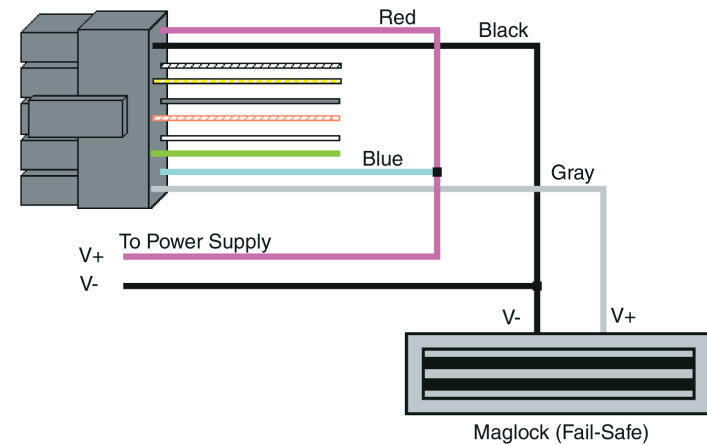 Red
Black
Blue
Gray
To Power Supply
V+
V-
V-
V+
Maglock (Fail-Safe)